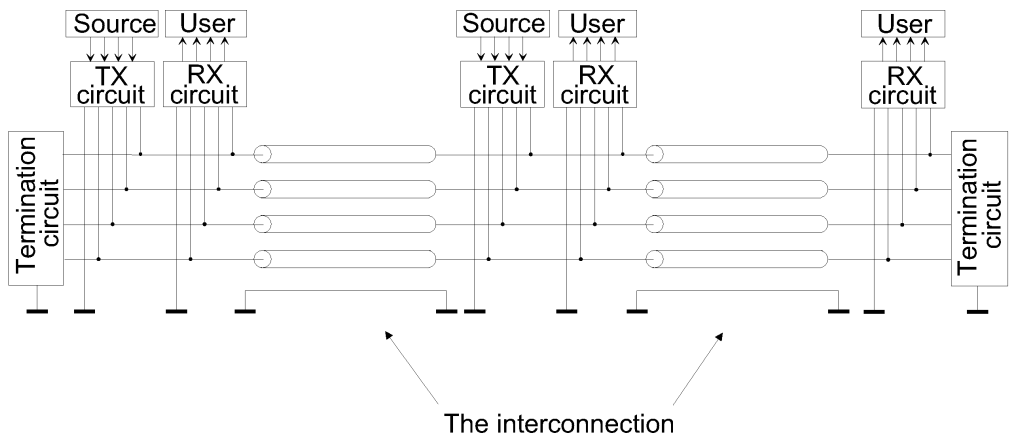 Source
User
TX
circuit
RX
circuit
Source
User
TX
circuit
RX
circuit
User
RX
circuit
Termination
circuit
Termination
circuit
The interconnection